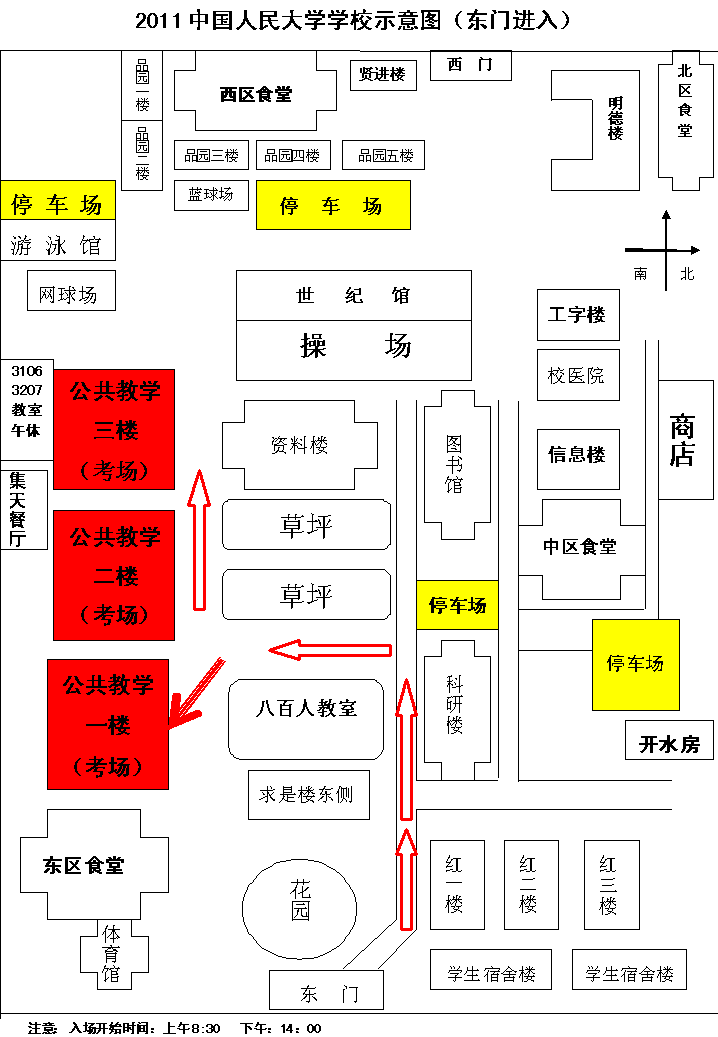 2011中国人民大学学校示意图（东门进入）
品园一楼
西区食堂
贤进楼
西 门
北区食堂
明德楼
品园二楼
品园三楼
品园四楼
品园五楼
停 车 场
蓝球场
停 车 场
游 泳 馆
南
北
网球场
世 纪 馆
工字楼
操 场
3106
3207
教室
午休
公共教学
三楼
（考场）
校医院
资料楼
图书馆
信息楼
商店
集天餐厅
公共教学
二楼
（考场）
草坪
中区食堂
草坪
停车场
公共教学
一楼
（考场）
八百人教室
科研楼
停车场
开水房
求是楼东侧
东区食堂
花园
红一楼
红二楼
红三楼
体育馆
东 门
学生宿舍楼
学生宿舍楼
注意：入场开始时间：上午8:30 下午：14：00